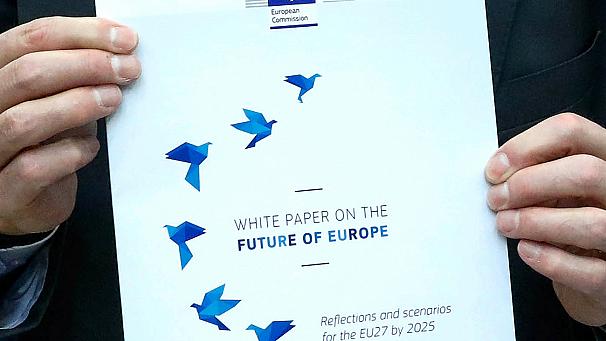 European
Commission
WHITE PAPER ON THE
FUTURE OF EUROPE
Reflections and scenarios
for the EU27 by 2025